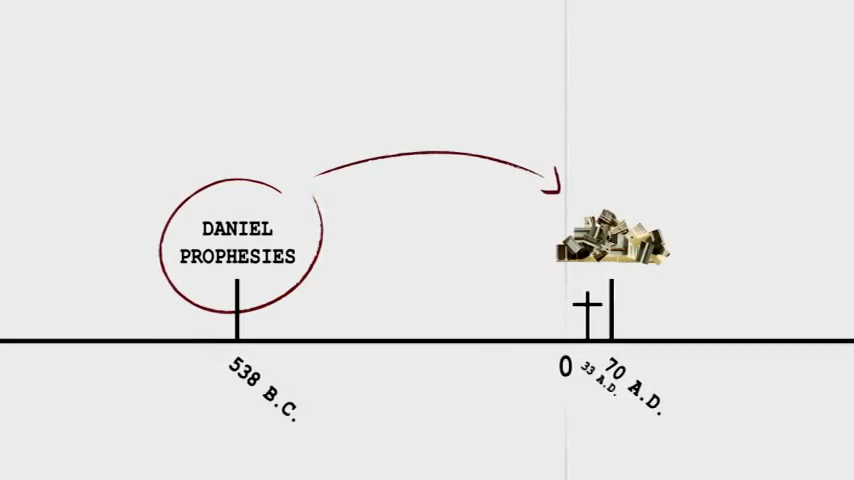 DANIEL
PROPHESIES
538 B.C.
0
33 A.D.
70 A.D.